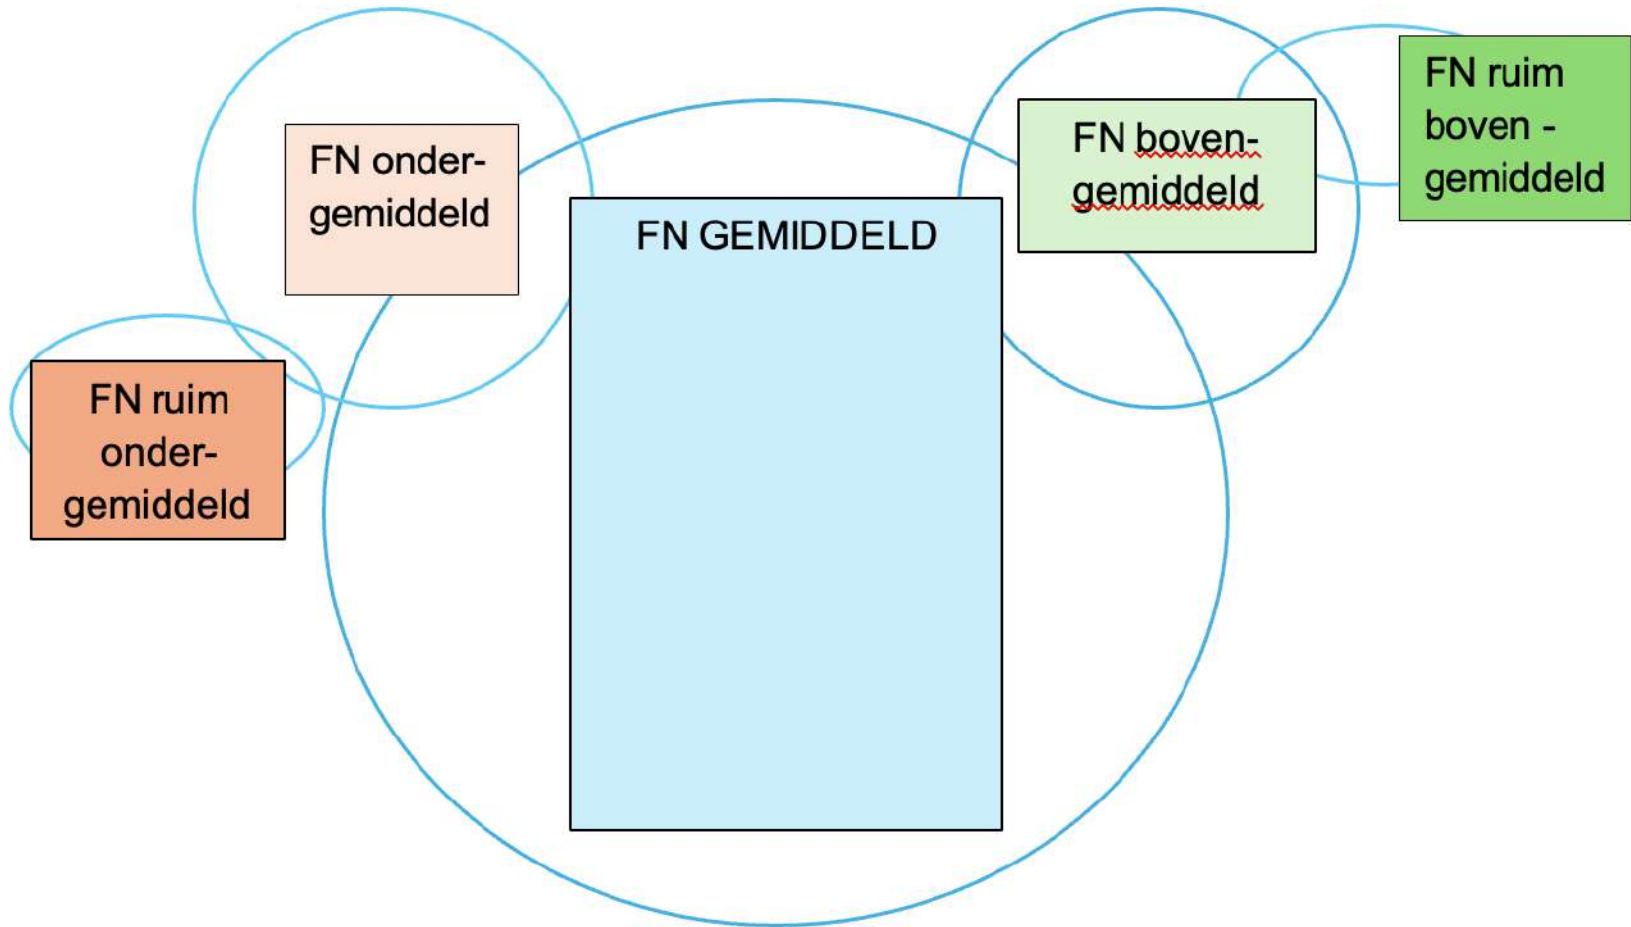 FN onder-
gemiddeld
FN ruim
onder-
gemiddeld
FN GEMIDDELD
FN boven-
gemiddeld
FN ruim
boven -
gemiddeld